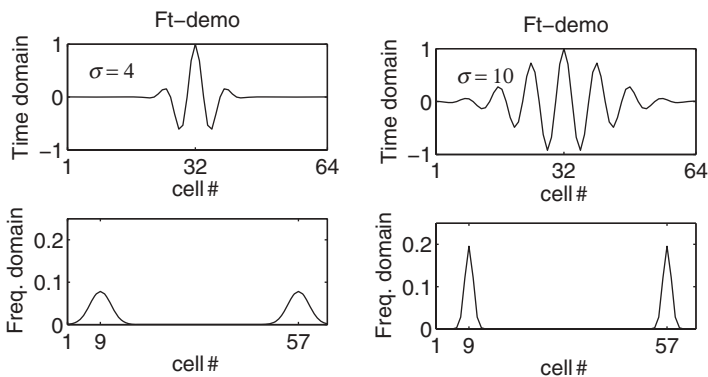 Ft−demo
Time domain
1
0
−1
σ = 4
1
32
64
cell #
Freq. domain
0.2
0.1
0
1
9
57
cell #
Ft−demo
Time domain
1
0
−1
σ = 10
1
32
64
cell #
Freq. domain
0.2
0.1
0
1
9
57
cell #